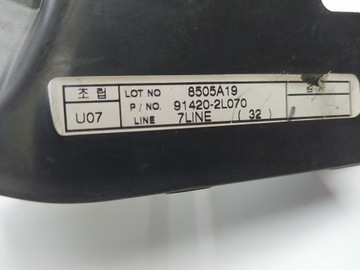 조립
U07
LOT NO 8505A19
P/NO. 91420-2L070
LINE 7LINE (32)